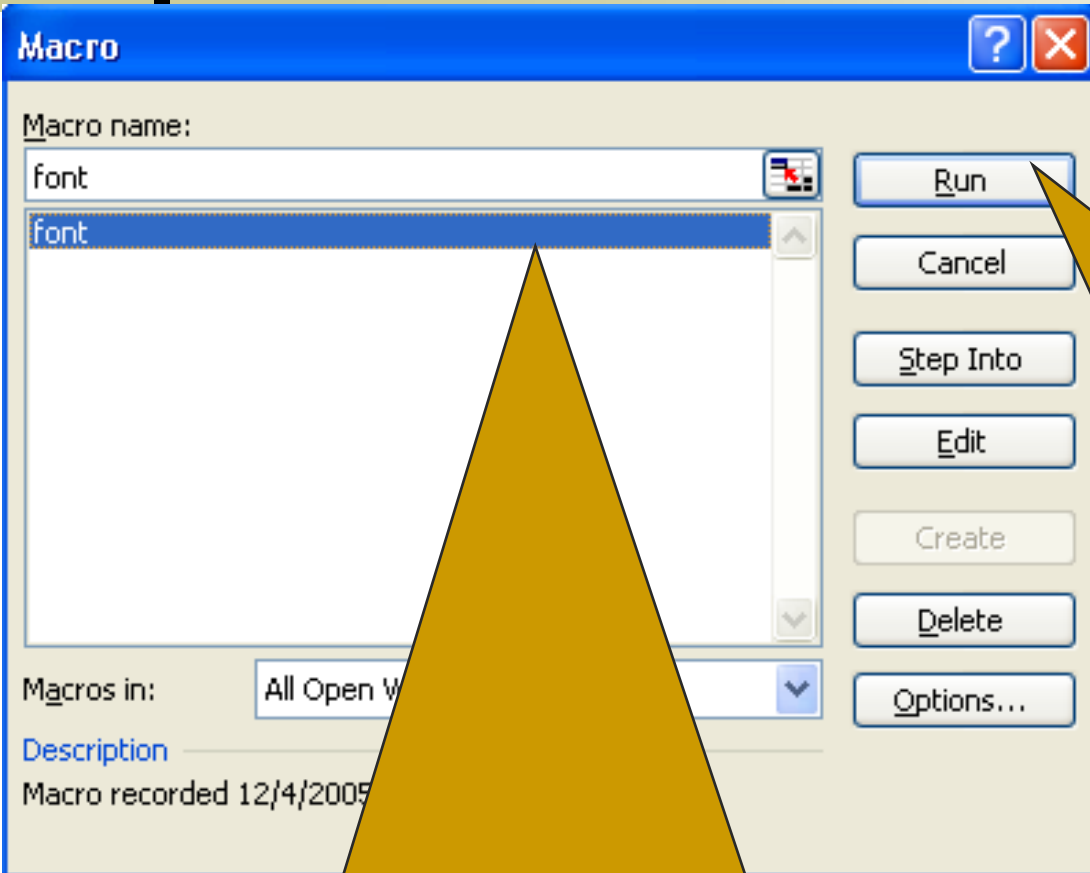 Macro
Macro name:
font
font
Run
Cancel
Step Into
Edit
Create
Delete
Macros in:
All Open
Options...
Description
Macro recorded 12/4/2005